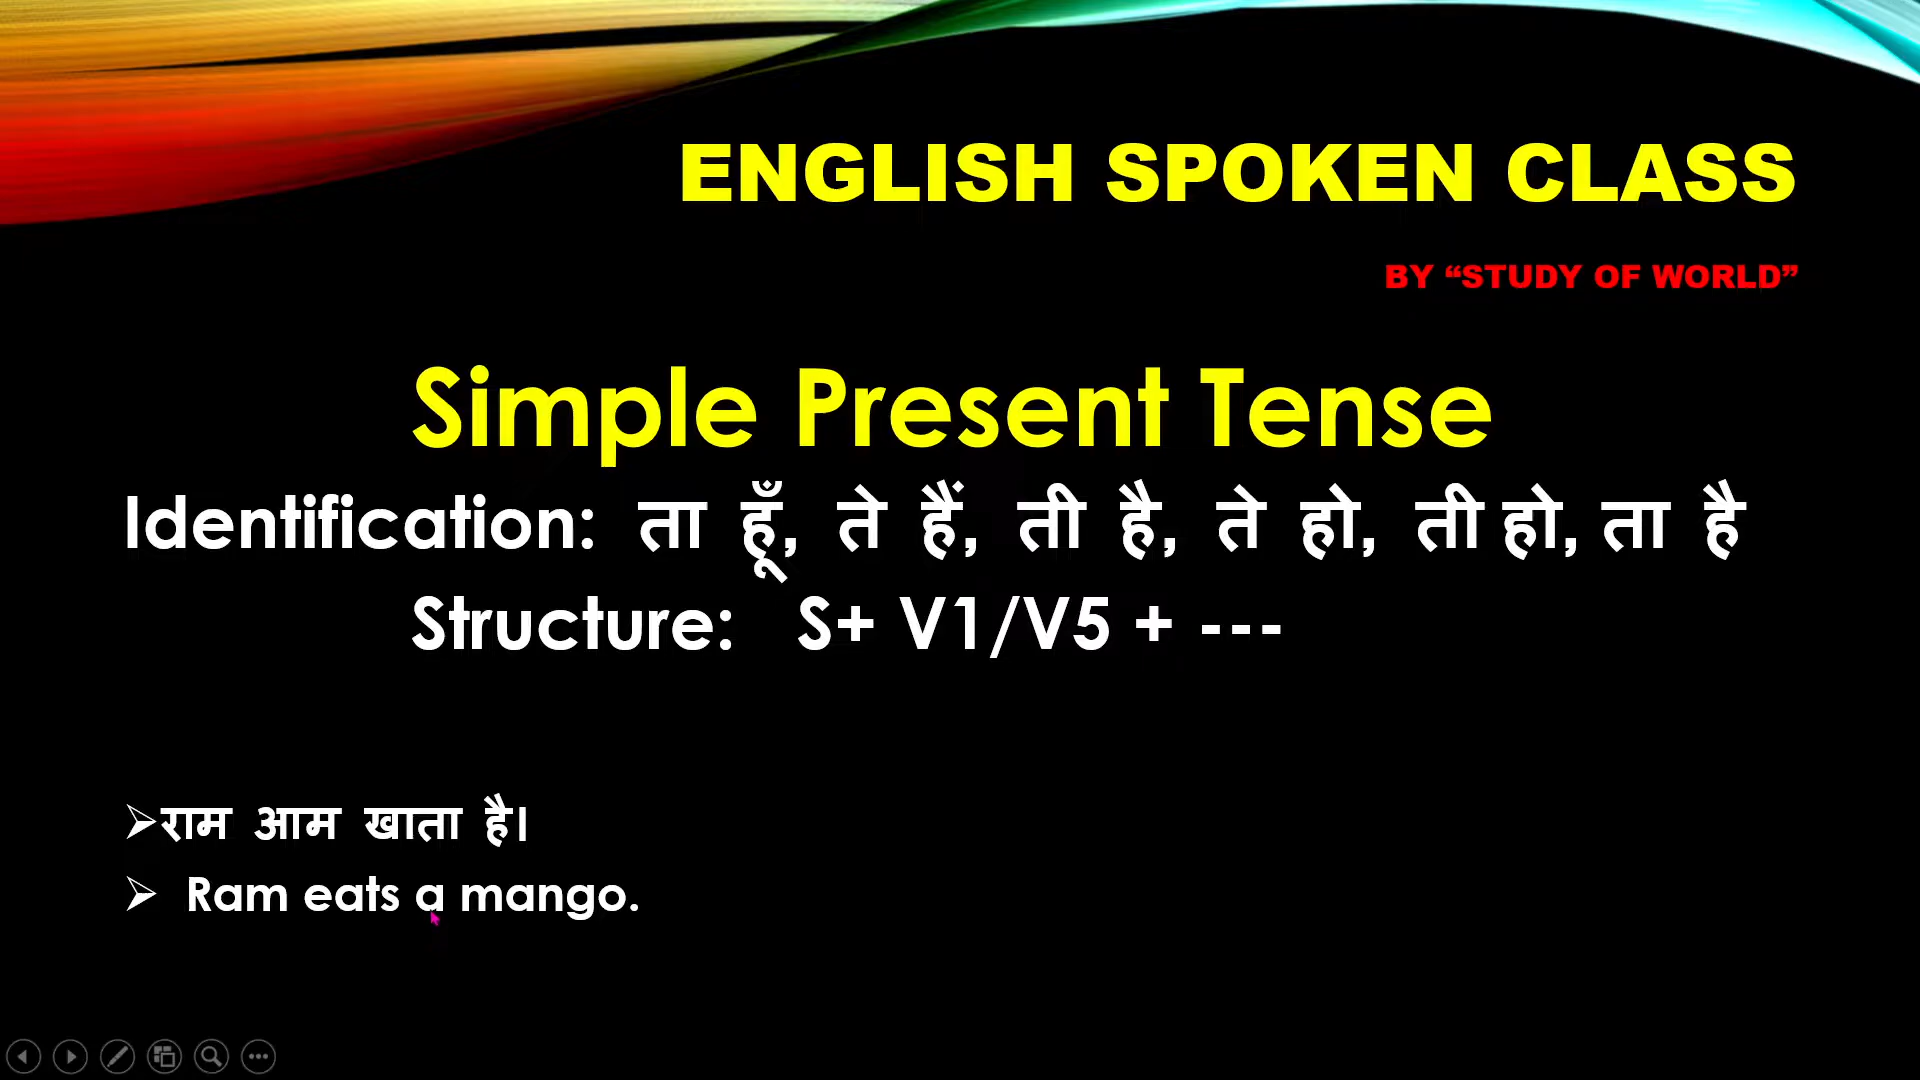 ENGLISH SPOKEN CLASS
BY “STUDY OF WORLD”
Simple Present Tense
Identification: ता हूँ, ते हैं, ती है, ते हो, ती हो, ता है
Structure: S+ V1/V5 + ---
➢राम आम खाता है।
➢ Ram eats a mango.